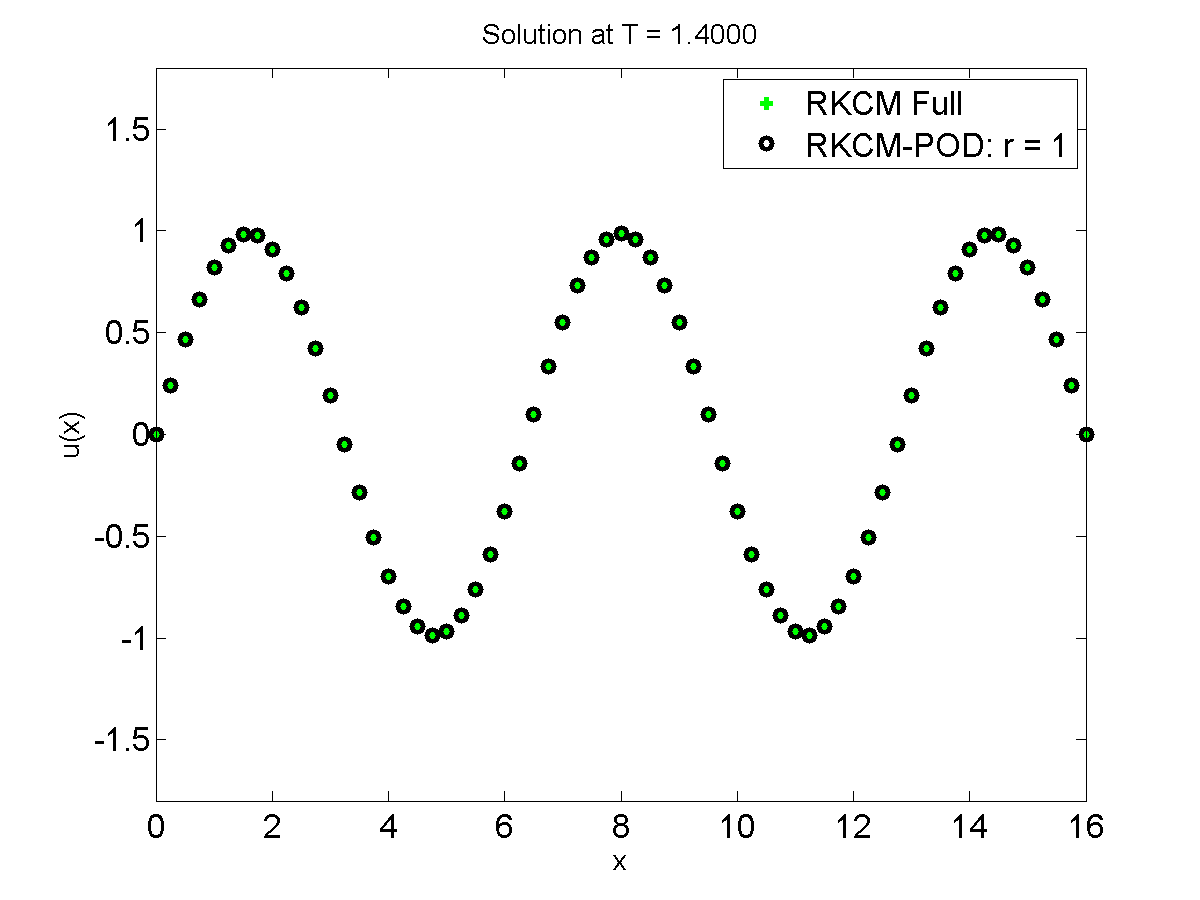 Solution at T = 1.4000
RKCM Full
RKCM-POD: r = 1
1.5
1
0.5
0
-0.5
-1
-1.5
u(x)
0 2 4 6 8 10 12 14 16
x